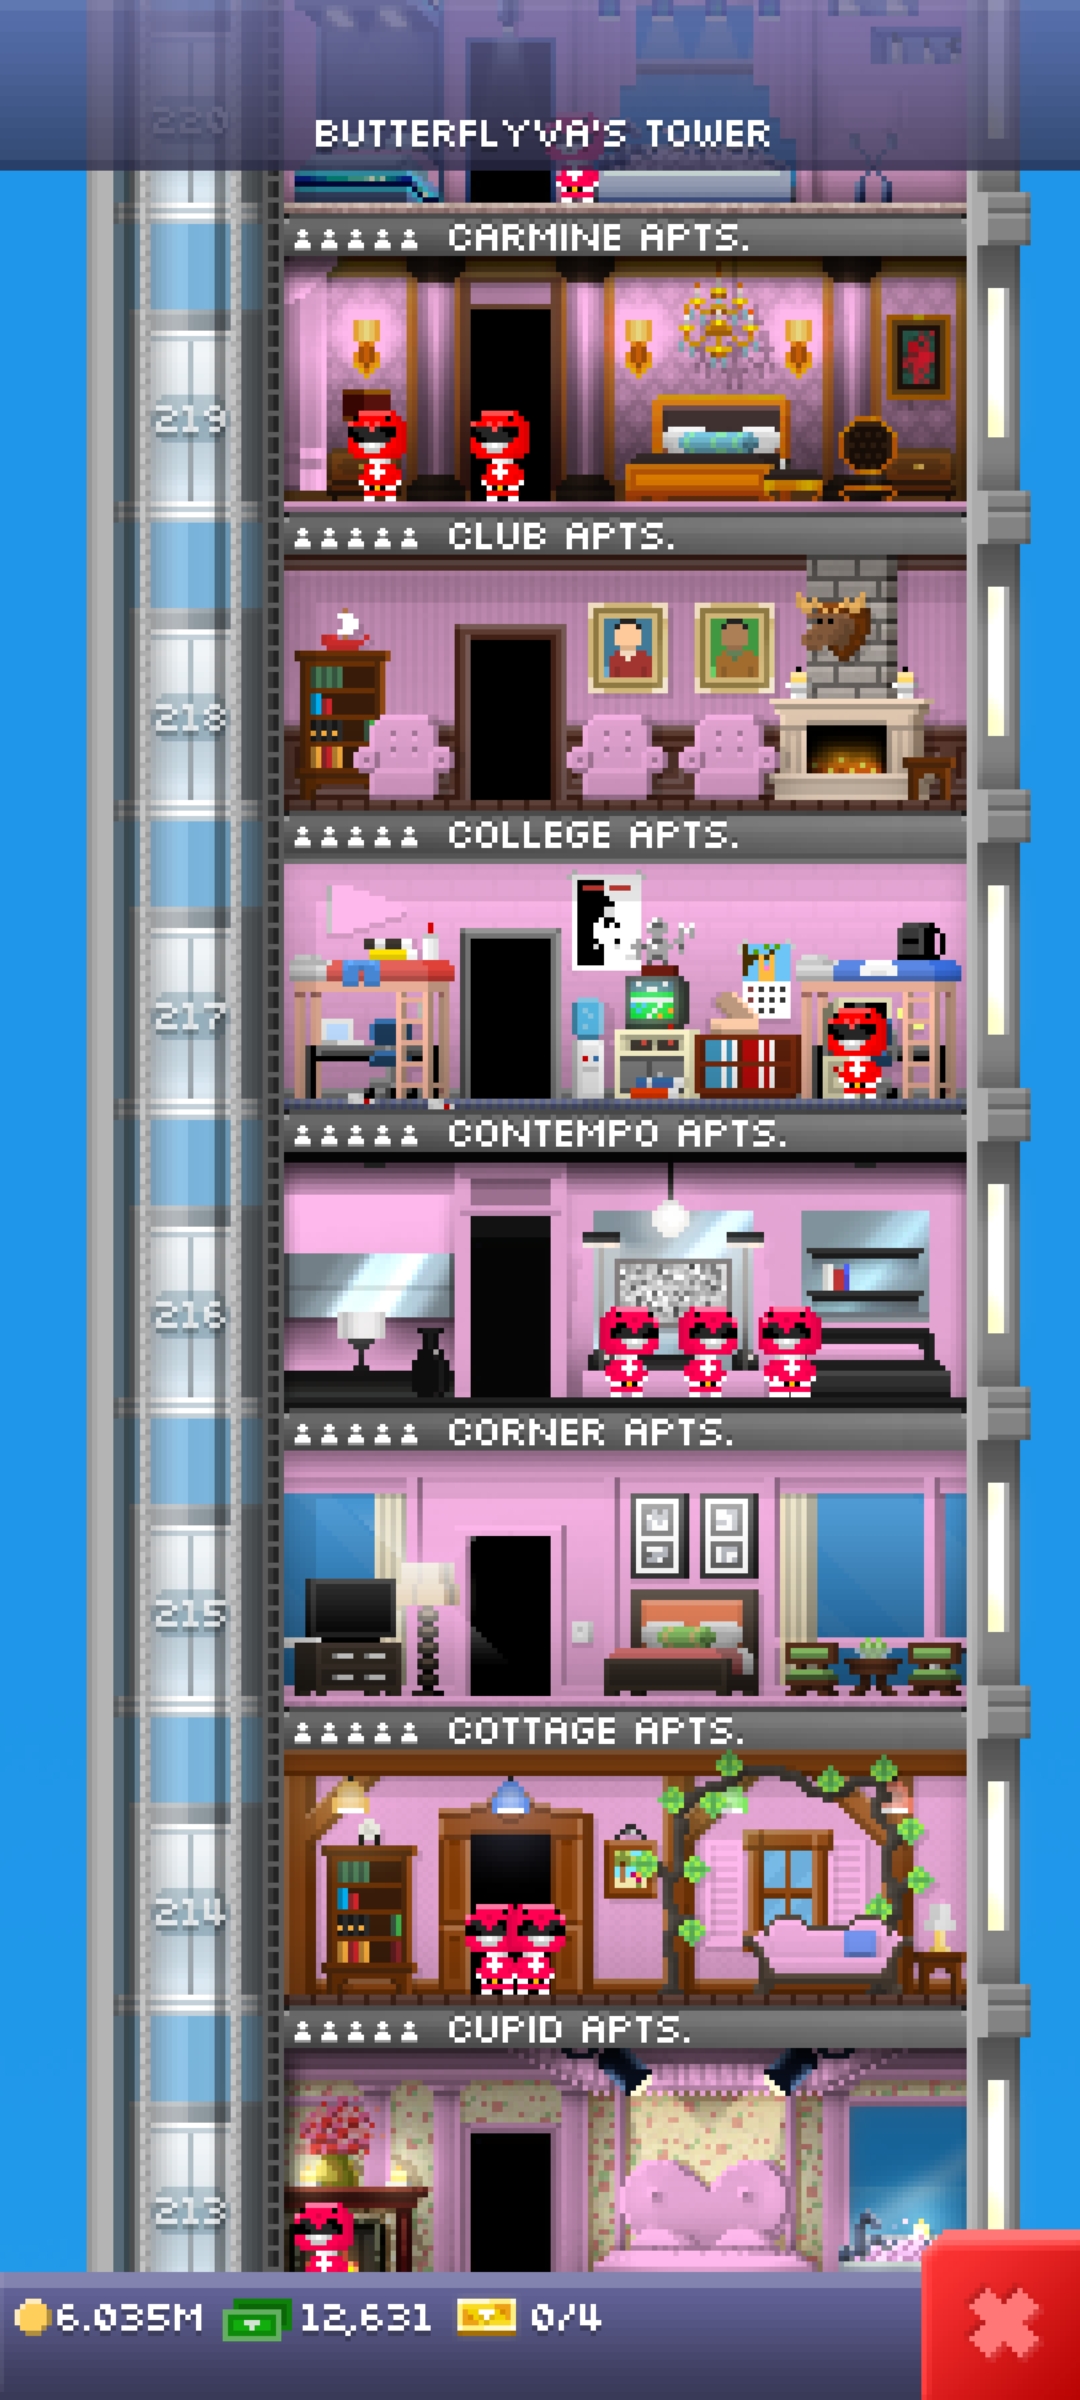 220
BUTTERFLYVA'S TOWER
CARMINE APTS.
219
CLUB APTS.
218
COLLEGE APTS.
217
CONTEMPO APTS.
216
CORNER APTS.
215
COTTAGE APTS.
214
CUPID APTS.
213
6.035M 12,631 0/4